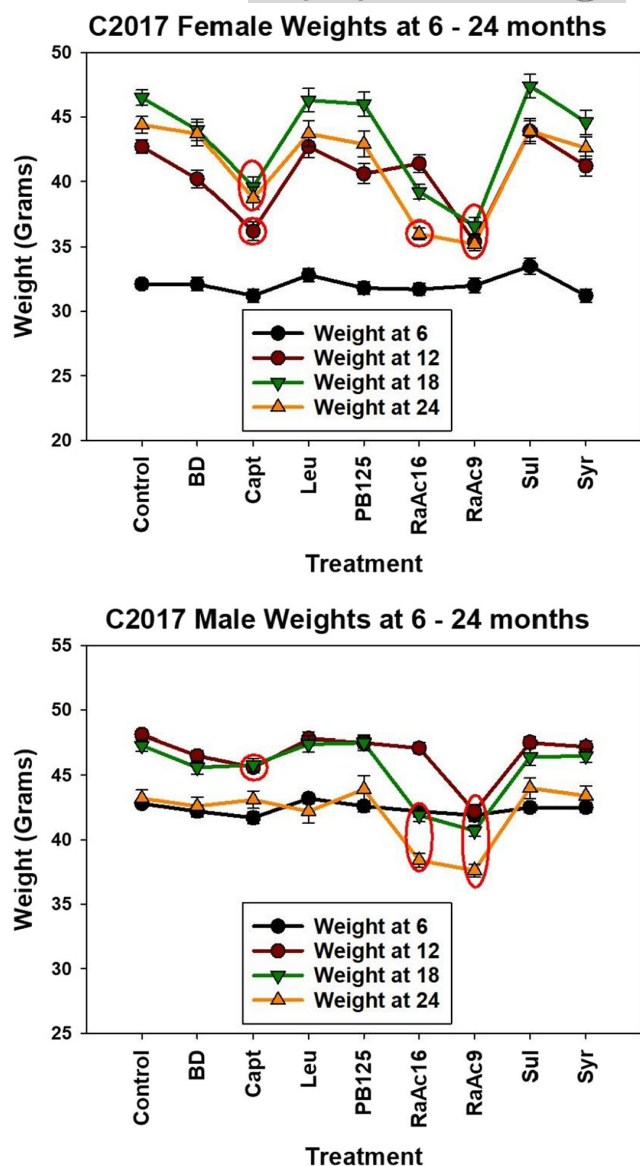 C2017 Female Weights at 6 - 24 months
50
45
40
35
30
25
20
Weight (Grams)
Weight at 6
Weight at 12
Weight at 18
Weight at 24
Control
BD
Capt
Leu
PB125
RaAc16
RaAc9
Sul
Syr
Treatment
C2017 Male Weights at 6 - 24 months
55
50
45
40
35
30
25
Weight (Grams)
Weight at 6
Weight at 12
Weight at 18
Weight at 24
Control
BD
Capt
Leu
PB125
RaAc16
RaAc9
Sul
Syr
Treatment